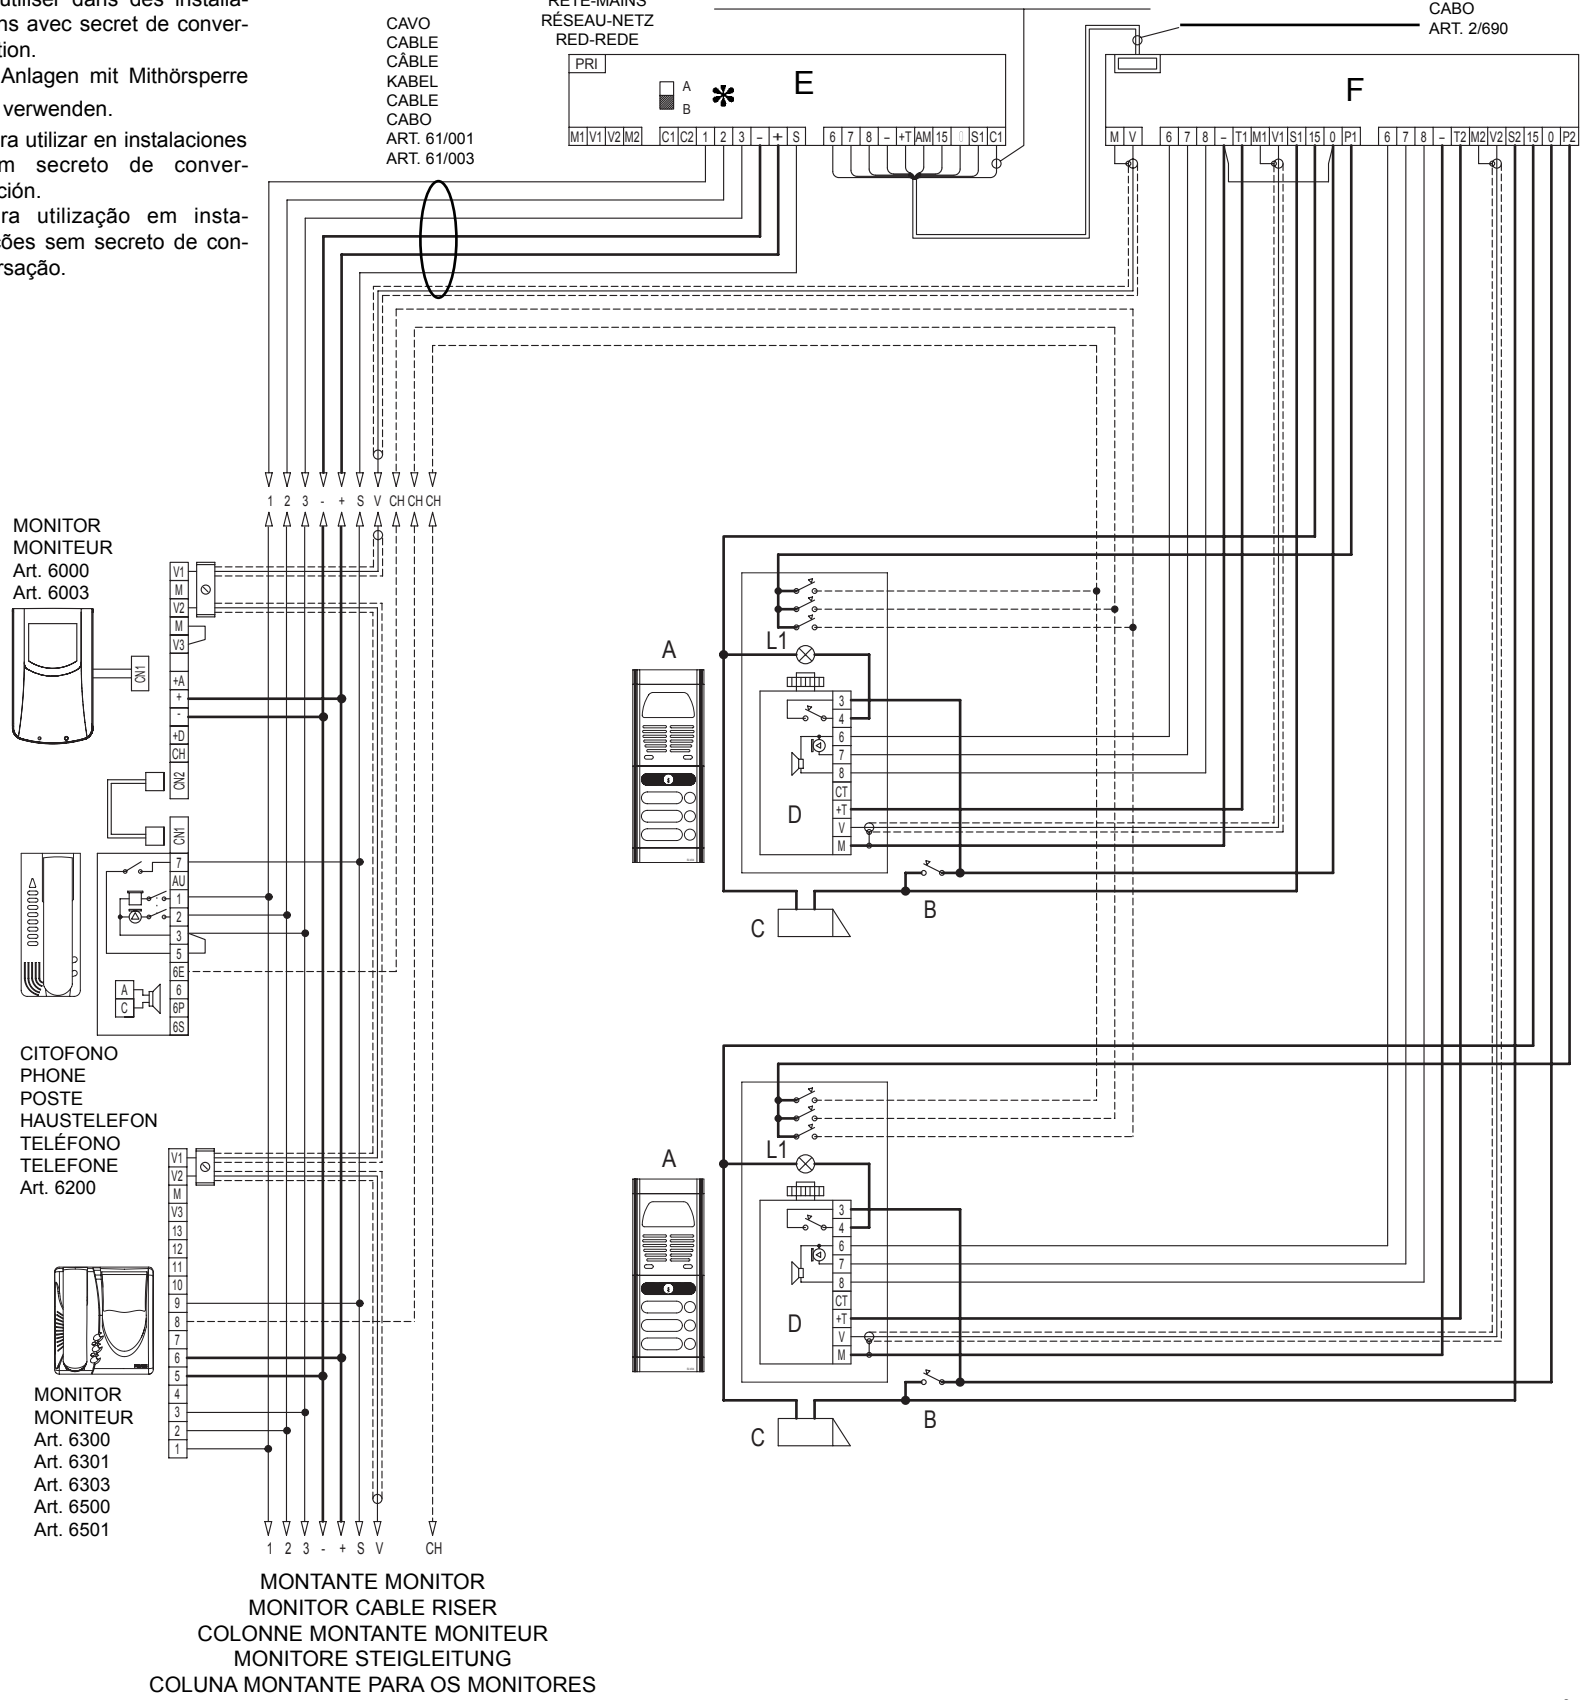 utiliser dans des installa-
ns avec secret de conver-
tion.
Anlagen mit Mithörsperre
verwenden.
ra utilizar en instalaciones
m secreto de conver-
ción.
ra utilização em insta-
ões sem secreto de con-
rsação.
CAVO
CABLE
CÂBLE
KABEL
CABLE
CABO
ART. 61/001
ART. 61/003
RETE-MAINS
RÉSEAU-NETZ
RED-REDE
CABO
ART. 2/690
PRI
A
B
*
E
M1 V1 V2 M2 C1 C2 1 2 3 – + S 6 7 8 – +T AM 15 0 S1 C1
F
M V 6 7 8 – T1 M1 V1 S1 15 0 P1 6 7 8 – T2 M2 V2 S2 15 0 P2
1 2 3 - + S V CH CH CH
MONITOR
MONITEUR
Art. 6000
Art. 6003
CN1
V1
M
V2
M
V3
+A
+
-
+D
CH
CN2
CN1
7
AU
1
2
3
5
6E
6
6P
6S
A
C
CITOFONO
PHONE
POSTE
HAUSTELEFON
TELÉFONO
TELEFONE
Art. 6200
V1
V2
M
V3
13
12
11
10
9
8
7
6
5
4
3
2
1
MONITOR
MONITEUR
Art. 6300
Art. 6301
Art. 6303
Art. 6500
Art. 6501
1 2 3 - + S V CH
MONTANTE MONITOR
MONITOR CABLE RISER
COLONNE MONTANTE MONITEUR
MONITORE STEIGLEITUNG
COLUNA MONTANTE PARA OS MONITORES
A
L1
3
4
6
7
8
CT
+T
V
M
D
B
C
A
L1
3
4
6
7
8
CT
+T
V
M
D
B
C